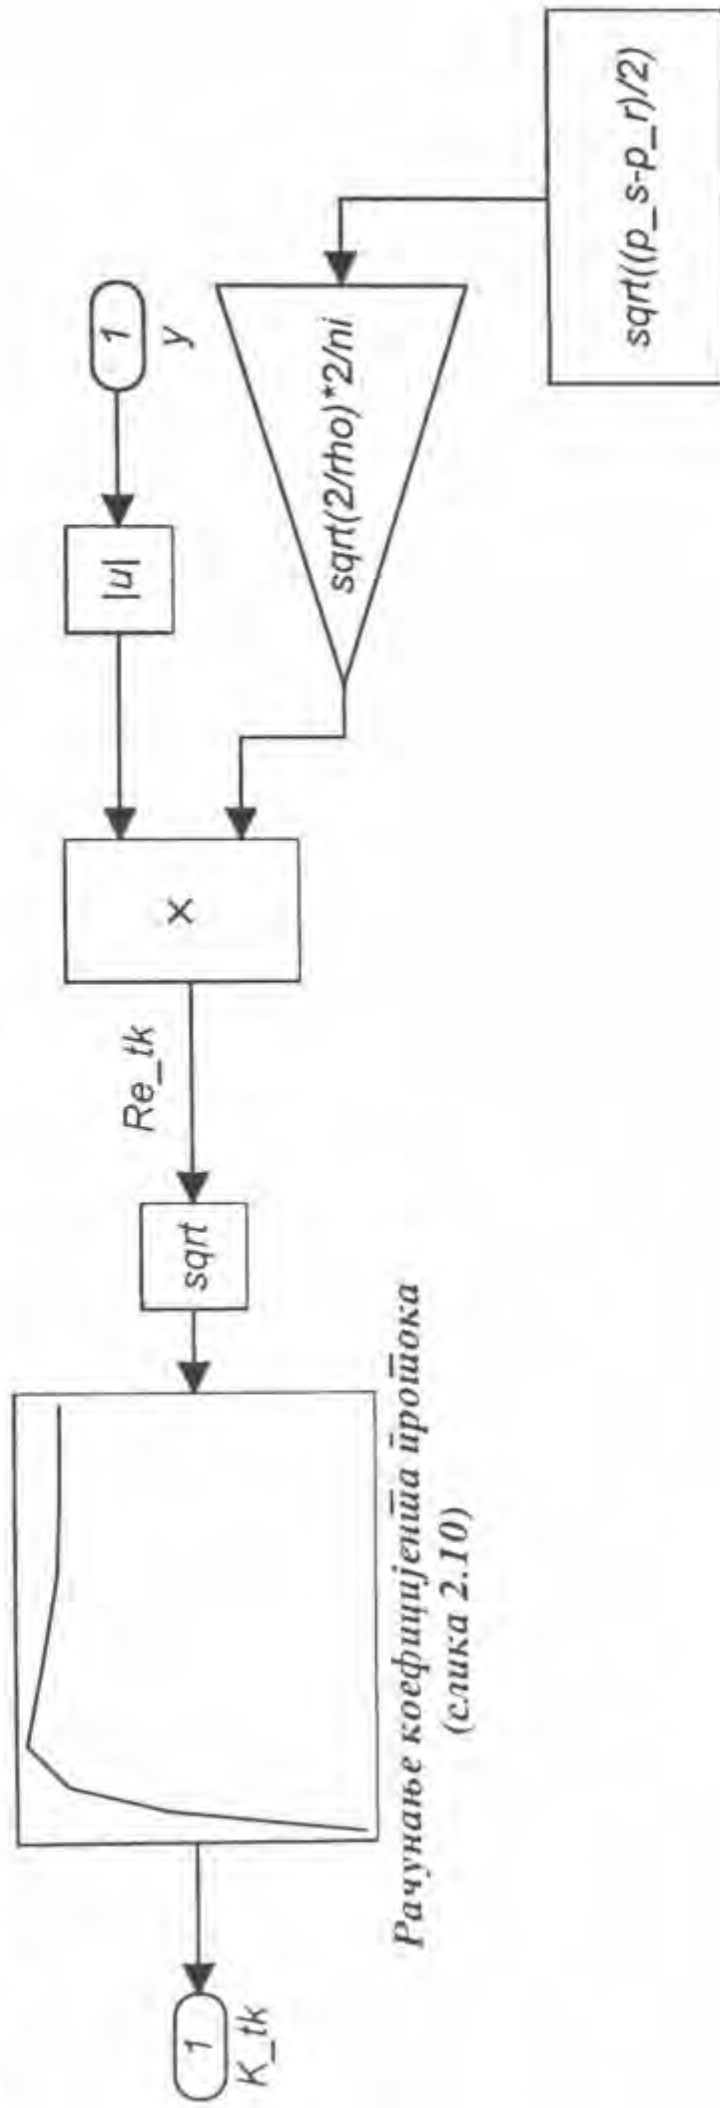 1
K_tk
Рачунање коефицијента протока
(слика 2.10)
sqrt
Re_tk
×
|u|
1
y
sqrt(2/rho)*2/ni
sqrt((p_s-p_r)/2)